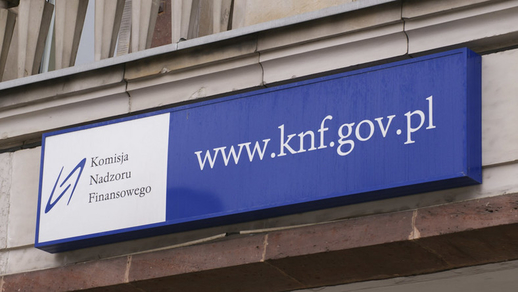 Komisja
Nadzoru
Finansowego
www.knf.gov.pl